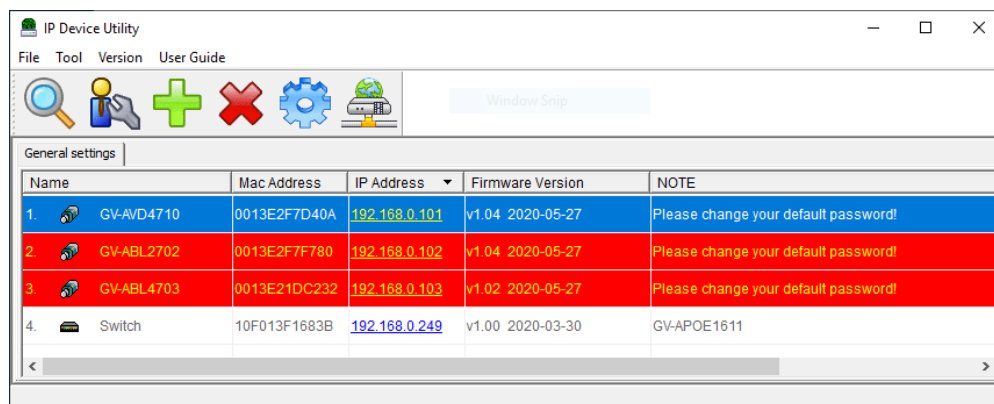 IP Device Utility
File Tool Version User Guide
Window Snip
General settings
Name Mac Address IP Address Firmware Version NOTE
1. GV-AVD4710 0013E2F7D40A 192.168.0.101 v1.04 2020-05-27 Please change your default password!
2. GV-ABL2702 0013E2F7F780 192.168.0.102 v1.04 2020-05-27 Please change your default password!
3. GV-ABL4703 0013E21DC232 192.168.0.103 v1.02 2020-05-27 Please change your default password!
4. Switch 10F013F1683B 192.168.0.249 v1.00 2020-03-30 GV-APOE1611